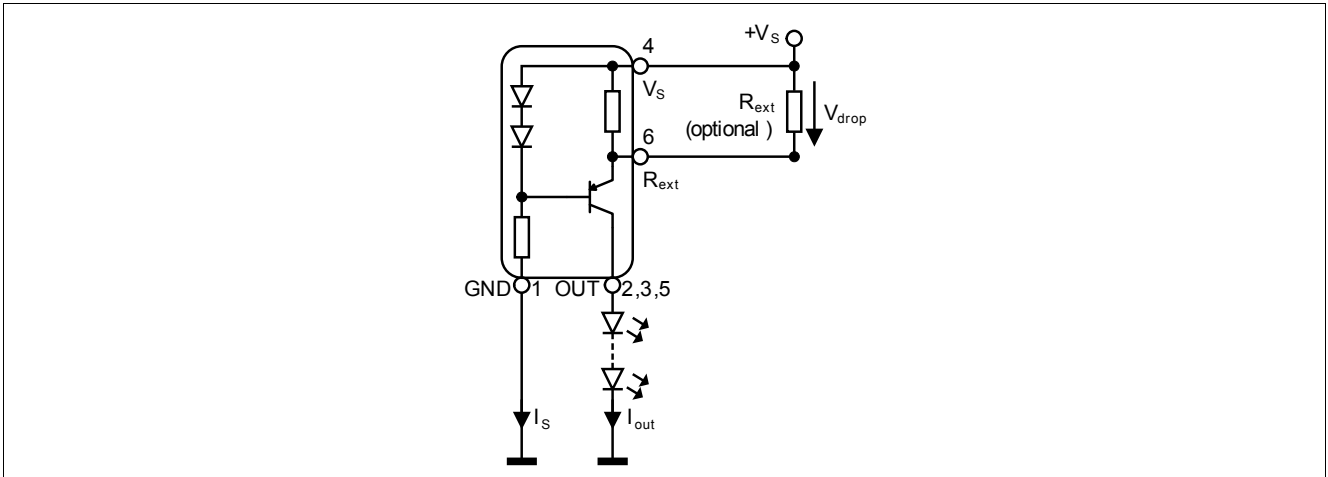 +VS
4
VS
Rext
(optional )
Vdrop
6
Rext
GND 1 OUT 2,3,5
IS
Iout